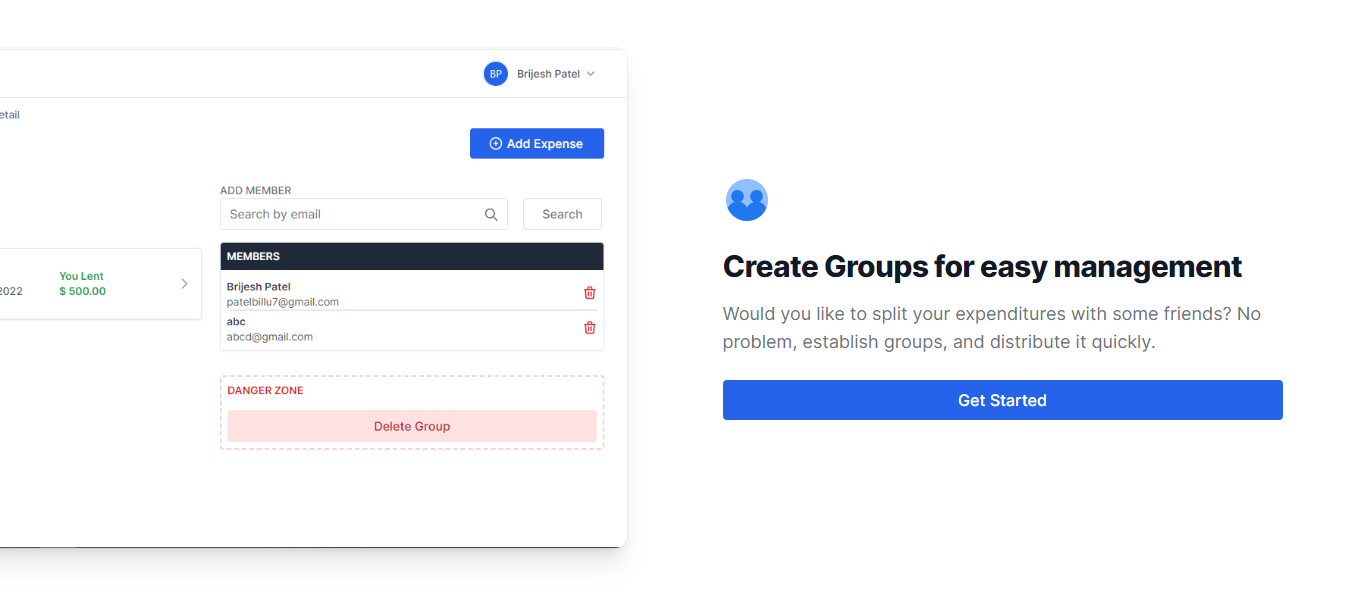 BP Brijesh Patel
etail
Add Expense
ADD MEMBER
Search by email
Search
MEMBERS
Brijesh Patel
patelbillu7@gmail.com
abc
abcd@gmail.com
You Lent
2022 $ 500.00
DANGER ZONE
Delete Group
Create Groups for easy management
Would you like to split your expenditures with some friends? No
problem, establish groups, and distribute it quickly.
Get Started